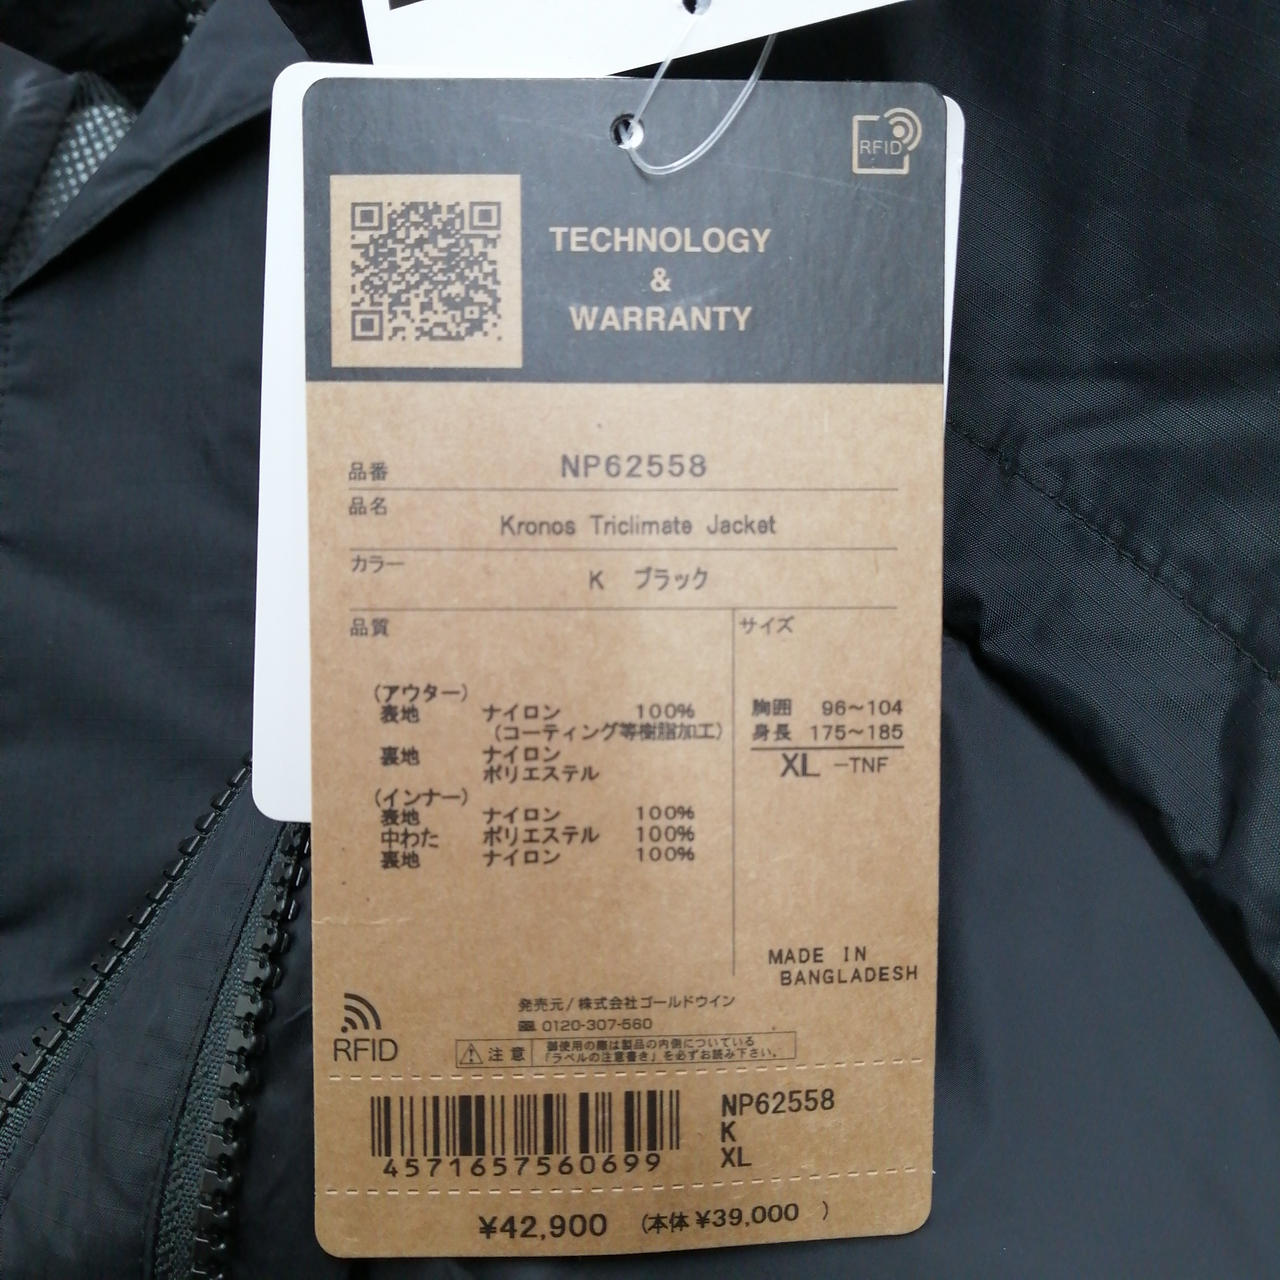 RFID
TECHNOLOGY
&
WARRANTY
品番 NP62558
品名 Kronos Triclimate Jacket
カラー K ブラック
品質 サイズ
(アウター)
表地 ナイロン 100%
(コーティング等樹脂加工)
裏地 ナイロン
ポリエステル
(インナー)
表地 ナイロン 100%
中わた ポリエステル 100%
裏地 ナイロン 100%
胸囲 96~104
身長 175~185
XL -TNF
MADE IN
BANGLADESH
発売元/株式会社ゴールドウイン
0120-307-560
RFID
注意 御使用の際は製品の内側についている
「ラベルの注意書き」を必ずお読み下さい。
4571657560699
NP62558
K
XL
¥42,900 (本体 ¥39,000 )